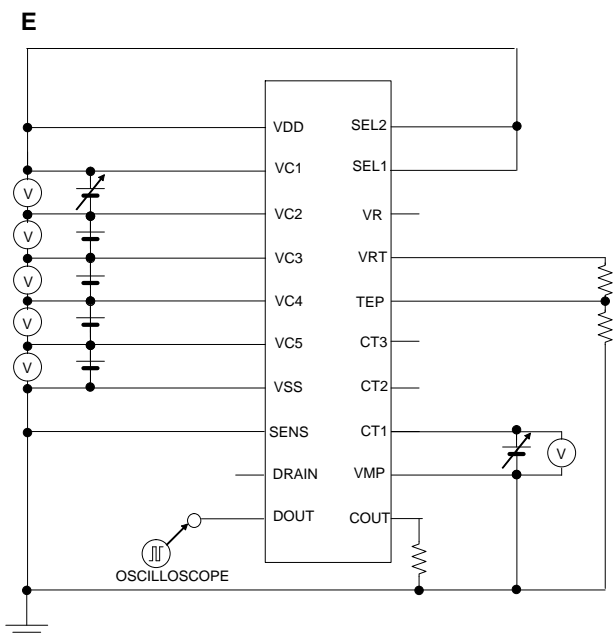 E
VDD
VC1
VC2
VC3
VC4
VC5
VSS
SENS
DRAIN
DOUT
SEL2
SEL1
VR
VRT
TEP
CT3
CT2
CT1
VMP
COUT
V
V
V
V
V
V
OSCILLOSCOPE